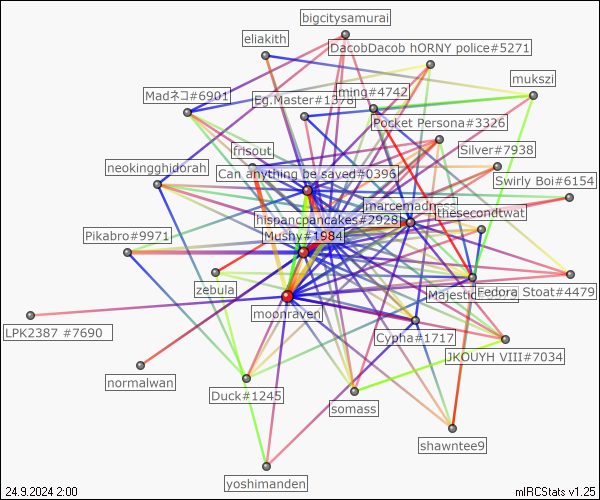 bigcitysamurai
eliakith
DacobDacob hORNY police#5271
mukszi
Madネコ#6901
Eg.Master#1378
ming#4742
Pocket Persona#3326
frisout
Silver#7938
neokingghidorah
Can anything be saved#0396
Swirly Boi#6154
marcemadness
hispancpancakes#2928
thesecondtwat
Pikabro#9971
Mushy#1984
zebula
Fedora Stoat#4479
moonraven
LPK2387 #7690
Cypha#1717
JKOUYH VIII#7034
normalwan
Duck#1245
somass
shawntee9
yoshimanden
24.9.2024 2:00
mIRCStats v1.25